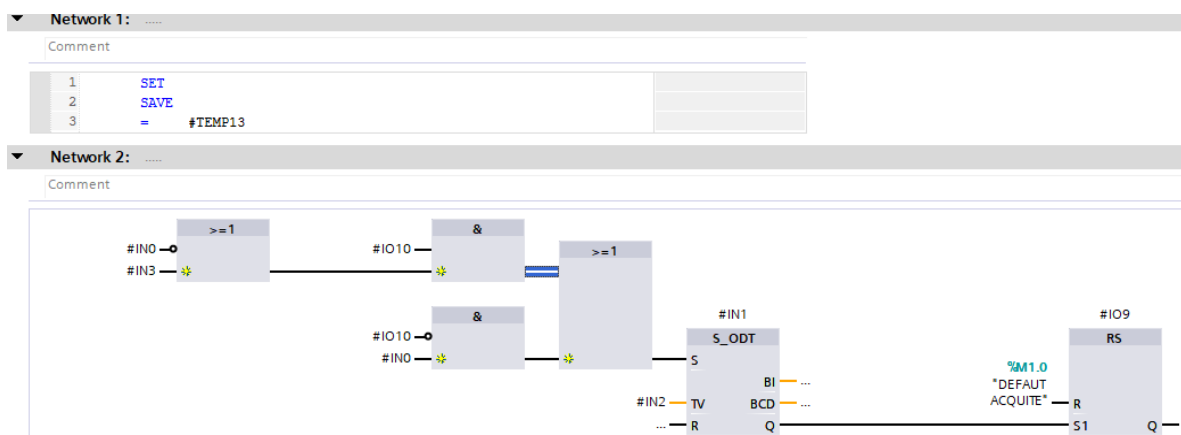 Network 1: .....
Comment
1 SET
2 SAVE
3 = #TEMP13
Network 2: .....
Comment
>=1
#IN0
#IN3
&
#IO10
>=1
&
#IO10
#IN0
#IN1
S_ODT
S
BI ...
#IN2 TV BCD ...
... R Q
#IO9
RS
%M1.0
"DEFAUT
ACQUITE" R
S1 Q